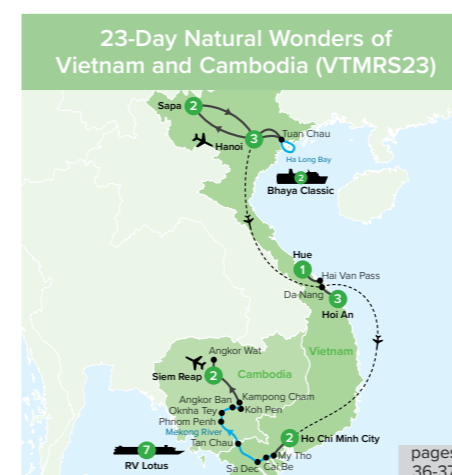 23-Day Natural Wonders of
Vietnam and Cambodia (VTMRS23)
Sapa
2
3
Hanoi
Tuan Chau
Ha Long Bay
2
Bhaya Classic
Hue
1
Hai Van Pass
Da Nang
3
Hoi An
Vietnam
Angkor Wat
Siem Reap
2
Cambodia
Angkor Ban
Kampong Cham
Oknha Tey
Koh Pen
Phnom Penh
Mekong River
Tan Chau
2
Ho Chi Minh City
7
RV Lotus
My Tho
Cai Be
Sa Dec
pages